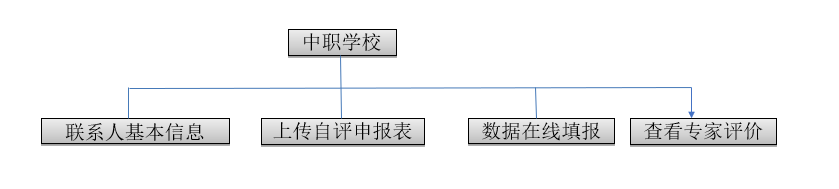 中职学校
联系人基本信息
上传自评申报表
数据在线填报
查看专家评价